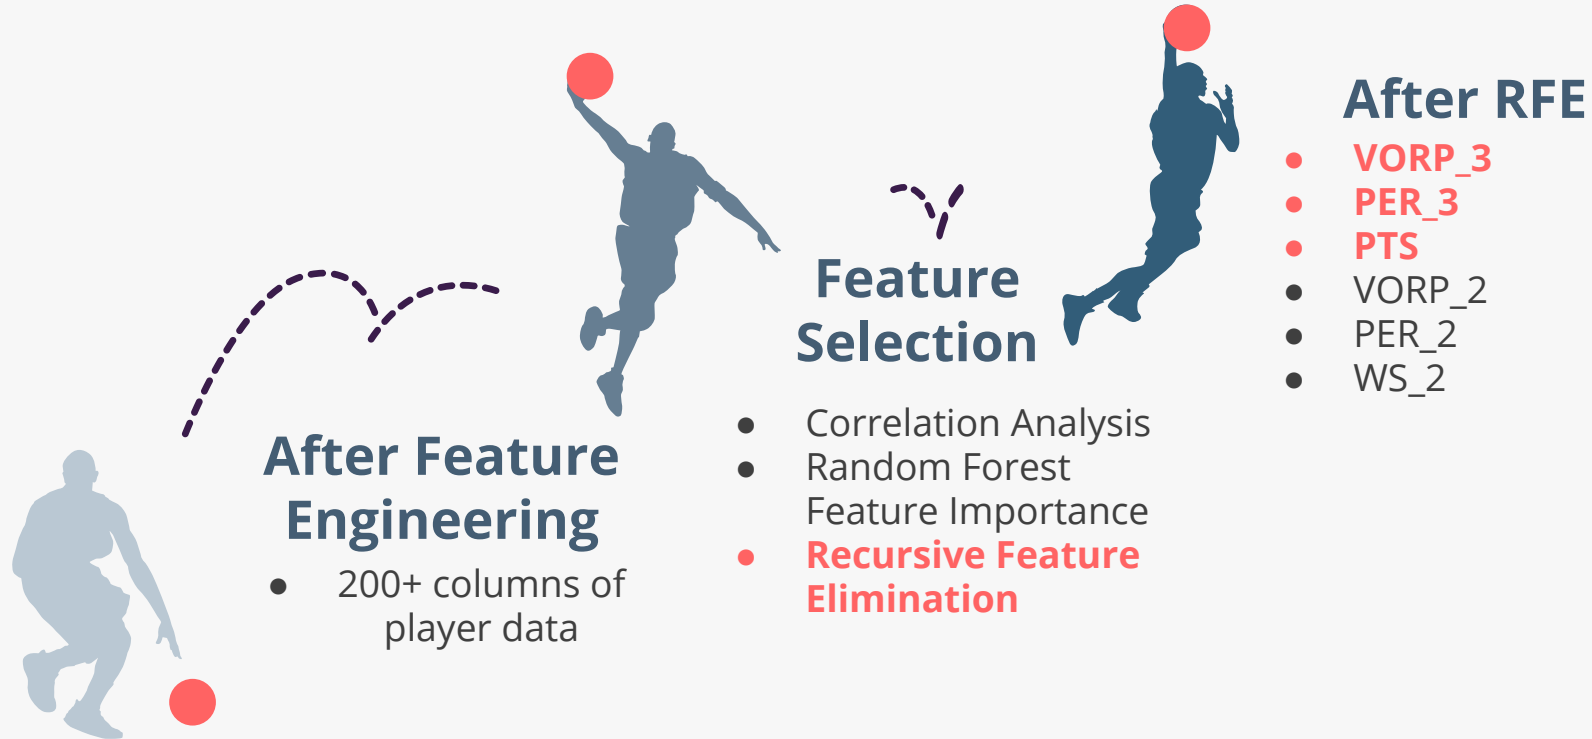 After Feature
Engineering
● 200+ columns of
player data
Feature
Selection
● Correlation Analysis
● Random Forest
Feature Importance
● Recursive Feature
Elimination
After RFE
● VORP_3
● PER_3
● PTS
● VORP_2
● PER_2
● WS_2